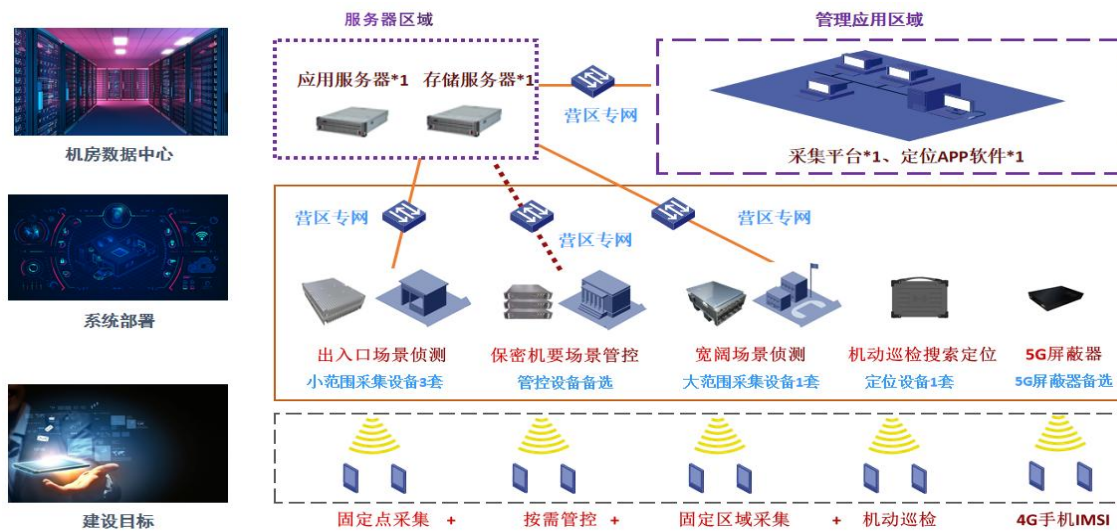 服务器区域
管理应用区域
应用服务器*1 存储服务器*1
营区专网
采集平台*1、定位APP软件*1
机房数据中心
营区专网
营区专网
营区专网
出入口场景侦测
保密机要场景管控
宽阔场景侦测
机动巡检搜索定位
5G屏蔽器
小范围采集设备3套
管控设备备选
大范围采集设备1套
定位设备1套
5G屏蔽器备选
系统部署
固定点采集 +
按需管控 +
固定区域采集 +
机动巡检
4G手机IMSI
建设目标